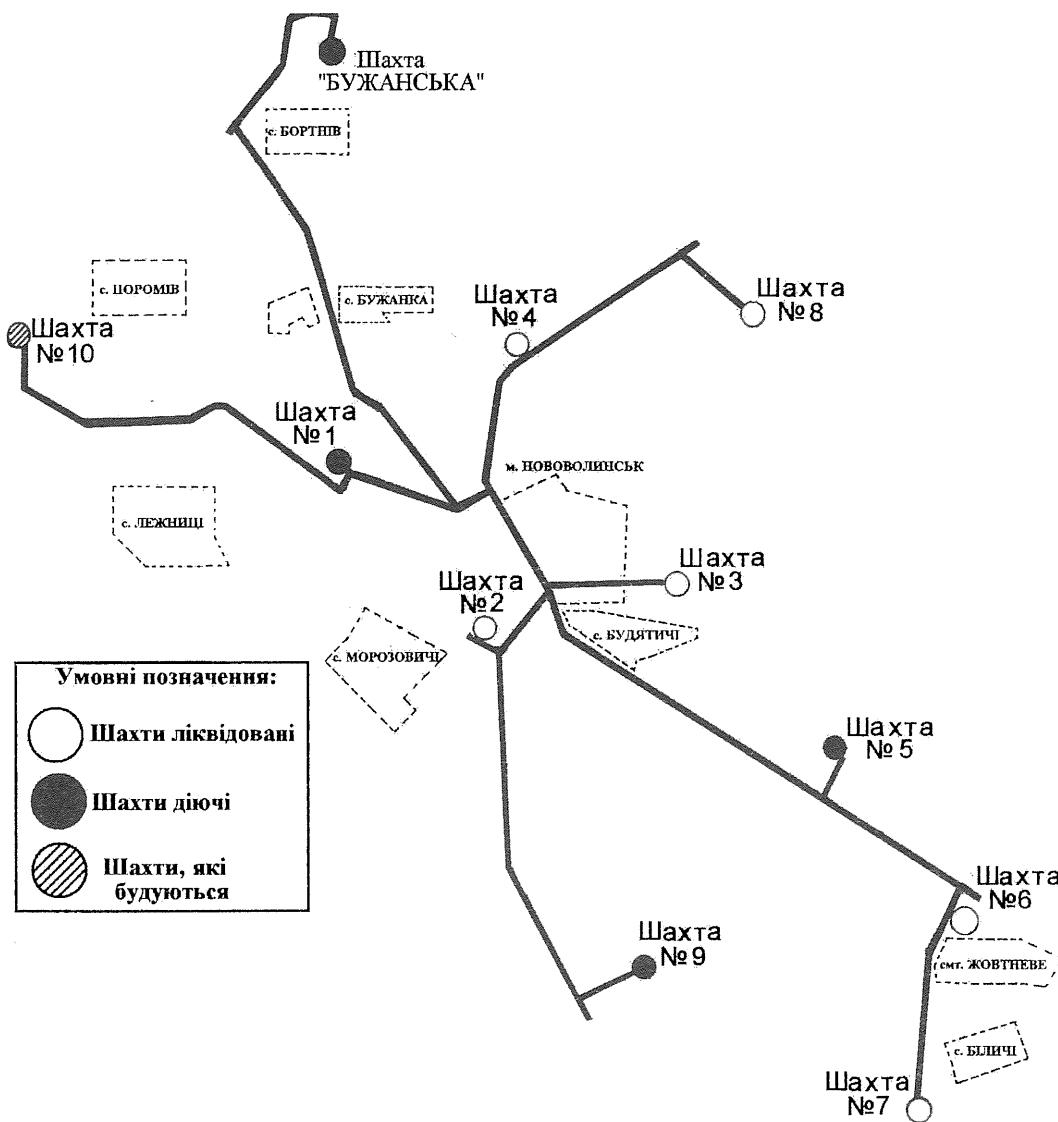 Шахта
"БУЖАНСЬКА"
с. БОРТНІВ
с. ПОРОМІВ
с. БУЖАНКА
Шахта
№4
Шахта
№8
Шахта
№10
Шахта
№1
м. НОВОВОЛИНСЬК
с. ЛЕЖНИЦІ
Шахта
№3
Шахта
№2
с. БУДЯТИЧІ
с. МОРОЗОВИЧІ
Умовні позначення:
Шахти ліквідовані
Шахти діючі
Шахти, які
будуються
Шахта
№5
Шахта
№6
Шахта
№9
смт. ЖОВТНЕВЕ
с. БІЛИЧІ
Шахта
№7